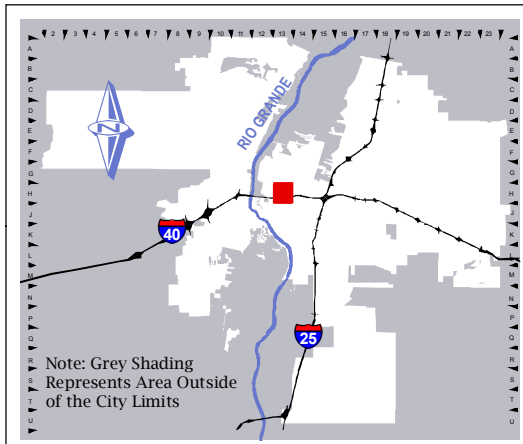 2 3 4 5 6 7 8 9 10 11 12 13 14 15 16 17 18 19 20 21 22 23
A
B
C
D
E
F
G
H
J
K
L
M
N
P
Q
R
S
T
U
N
RIO GRANDE
40
25
Note: Grey Shading
Represents Area Outside
of the City Limits
A
B
C
D
E
F
G
H
J
K
L
M
N
P
Q
R
S
T
U